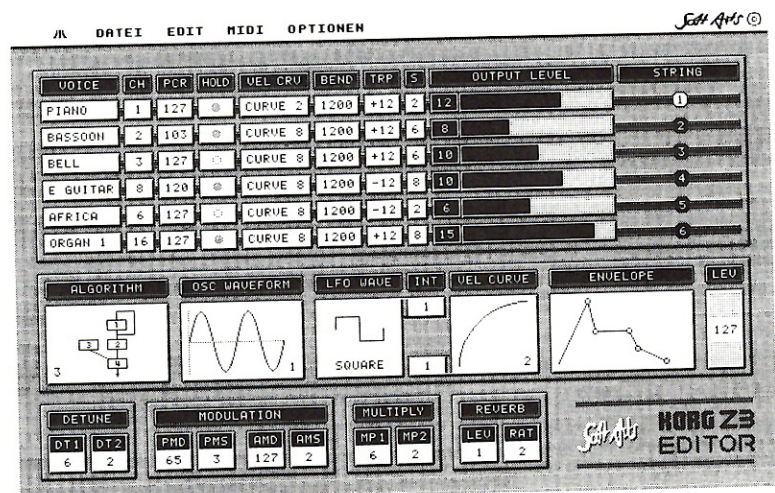 DATEI EDIT MIDI OPTIONEN Soft Arts ©
VOICE CH PCR HOLD VEL CRV BEND TRP S OUTPUT LEVEL STRING
PIANO 1 127 CURVE 2 1200 +12 2 12 1
BASSOON 2 103 CURVE 8 1200 +12 6 8 2
BELL 3 127 CURVE 8 1200 +12 6 10 3
E GUITAR 8 120 CURVE 8 1200 -12 8 10 4
AFRICA 6 127 CURVE 8 1200 -12 2 6 5
ORGAN 1 16 127 CURVE 8 1200 +12 8 15 6
ALGORITHM OSC WAVEFORM LFO WAVE INT VEL CURVE ENVELOPE LEV
1
1
3 2
127
4
SQUARE 1
3 1 2
DETUNE MODULATION MULTIPLY REVERB
DT1 DT2 PMD PMS AMD AMS MP1 MP2 LEV RAT
6 2 65 3 127 2 6 2 1 2
Soft Arts KORG Z3
EDITOR